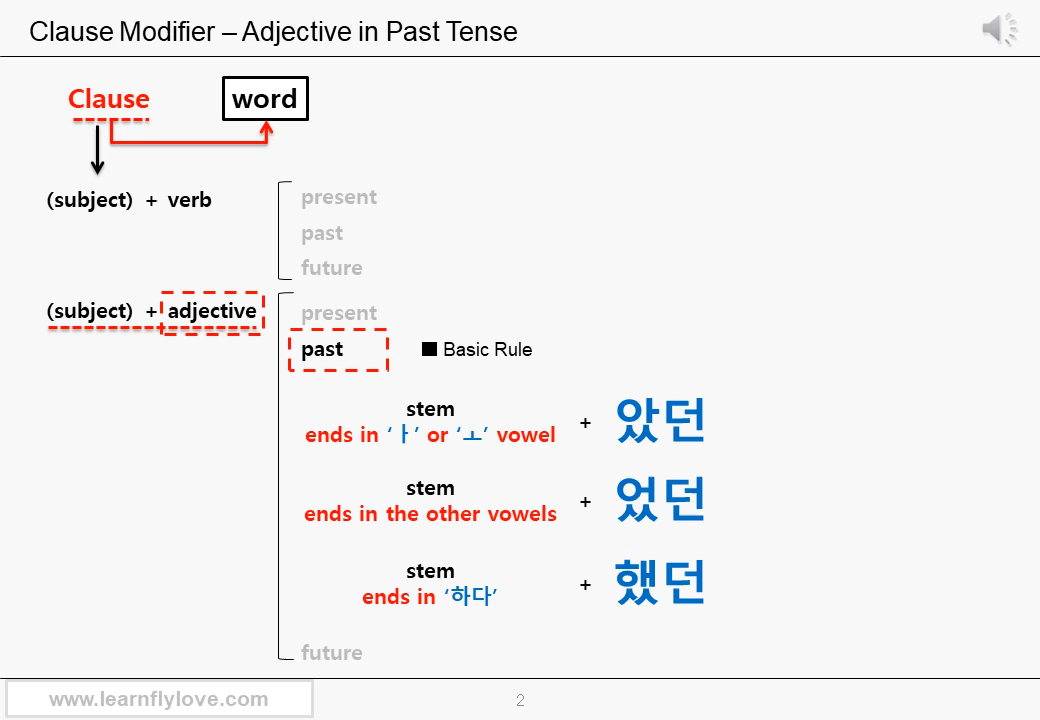 Clause Modifier – Adjective in Past Tense
Clause
word
(subject) + verb
present
past
future
(subject) + adjective
present
past
■ Basic Rule
stem
ends in ‘ㅏ’ or ‘ㅗ’ vowel
+ 았던
stem
ends in the other vowels
+ 었던
stem
ends in ‘하다’
+ 했던
future
www.learnflylove.com
2